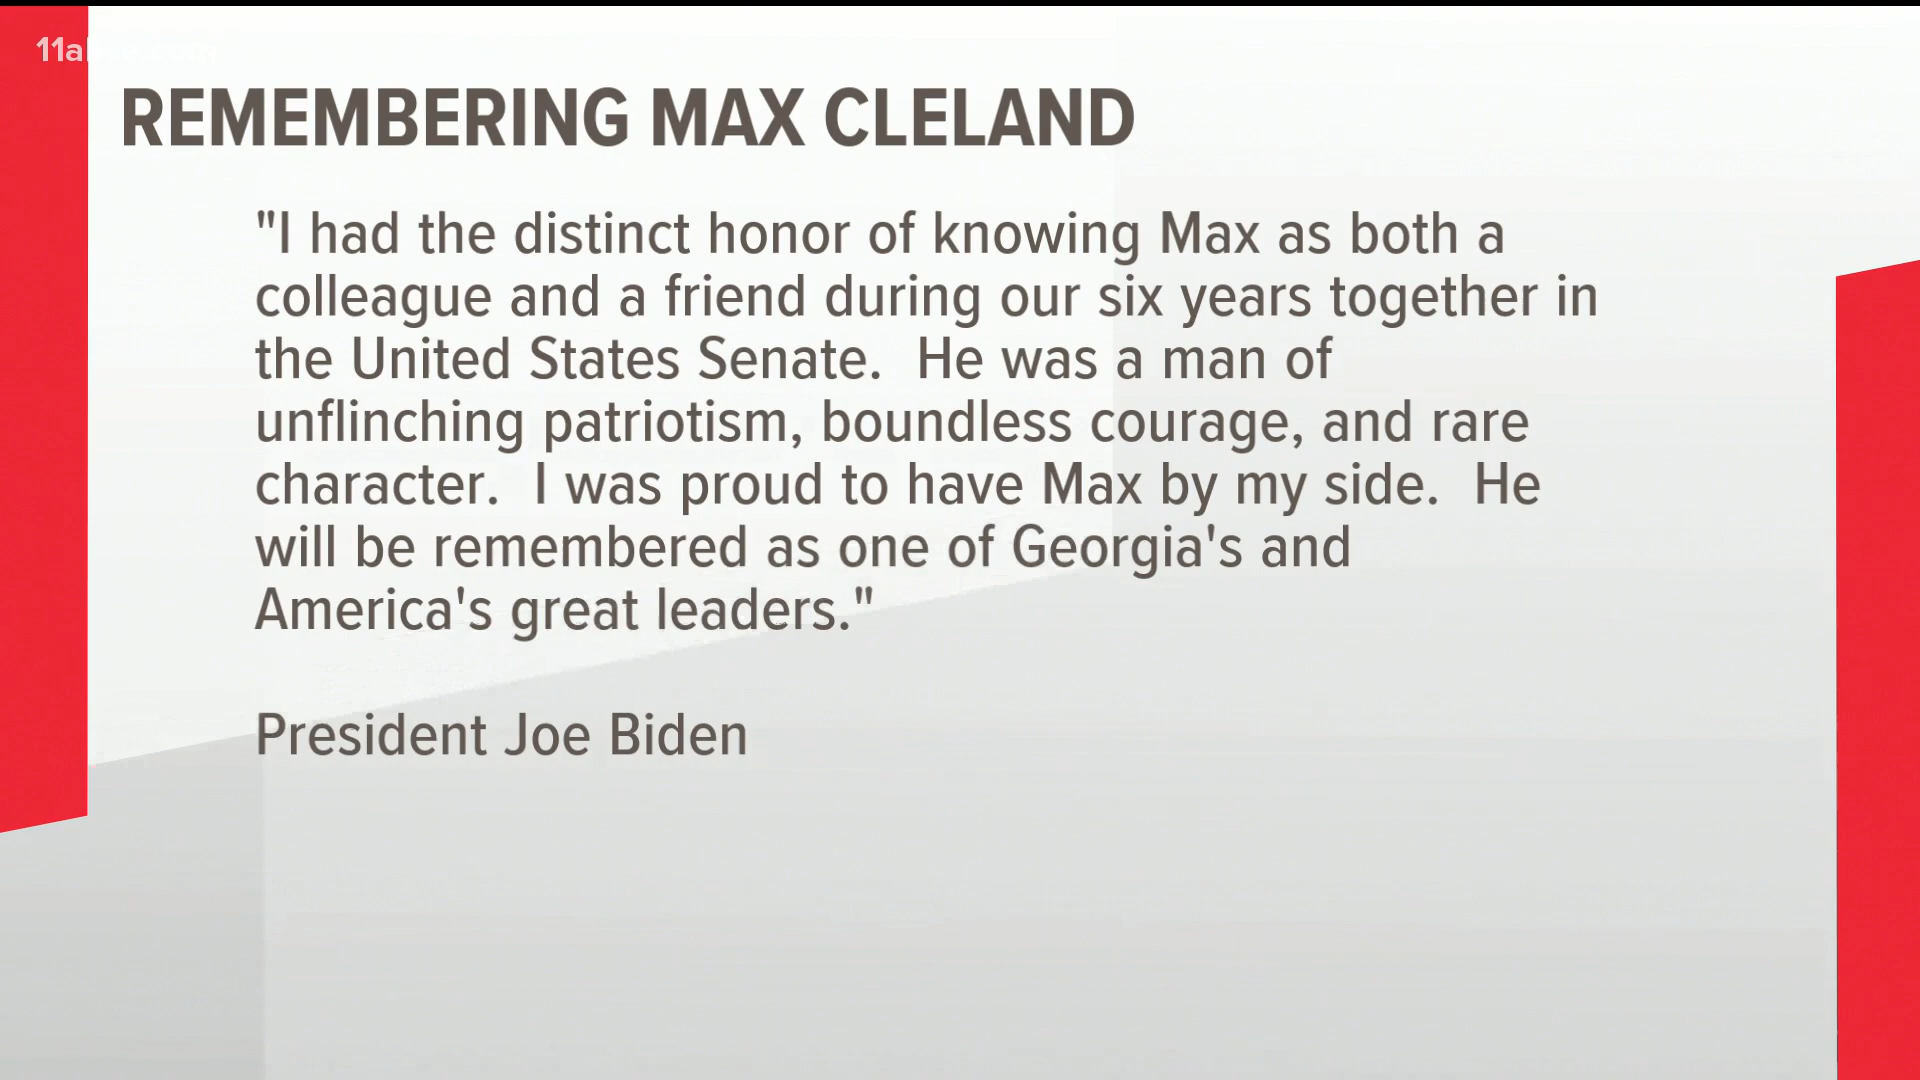 11alive.com
REMEMBERING MAX CLELAND
"I had the distinct honor of knowing Max as both a
colleague and a friend during our six years together in
the United States Senate.  He was a man of
unflinching patriotism, boundless courage, and rare
character.  I was proud to have Max by my side.  He
will be remembered as one of Georgia's and
America's great leaders."
President Joe Biden